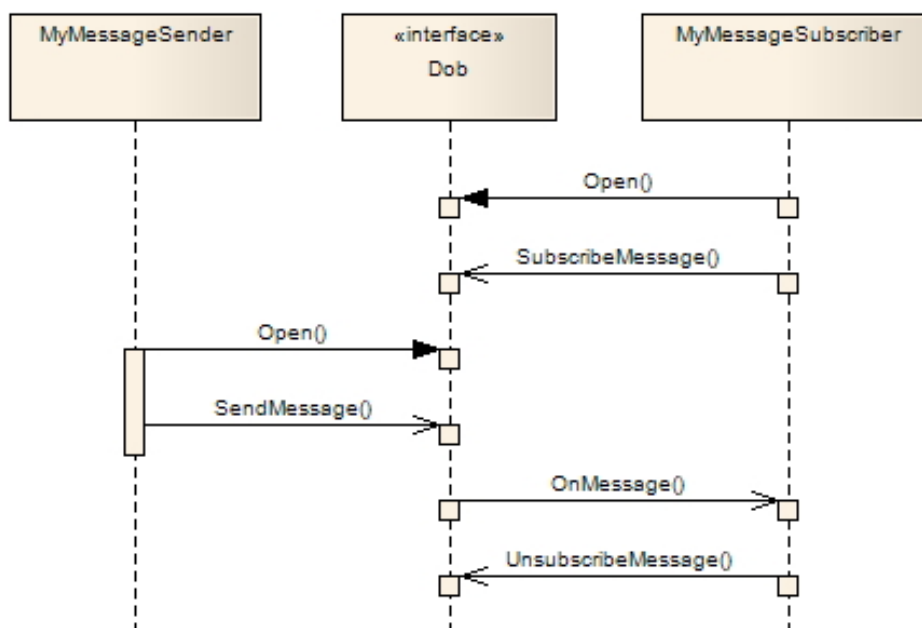 MyMessageSender
«interface»
Dob
MyMessageSubscriber
Open()
SubscribeMessage()
Open()
SendMessage()
OnMessage()
UnsubscribeMessage()